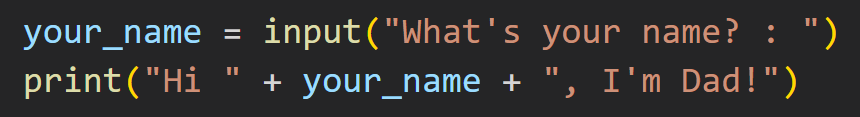 your_name = input("What's your name? : ")
print("Hi " + your_name + ", I'm Dad!")